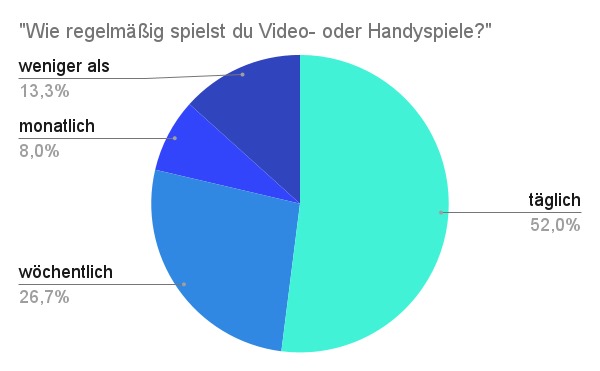 "Wie regelmäßig spielst du Video- oder Handyspiele?"
weniger als
13,3%
monatlich
8,0%
täglich
52,0%
wöchentlich
26,7%